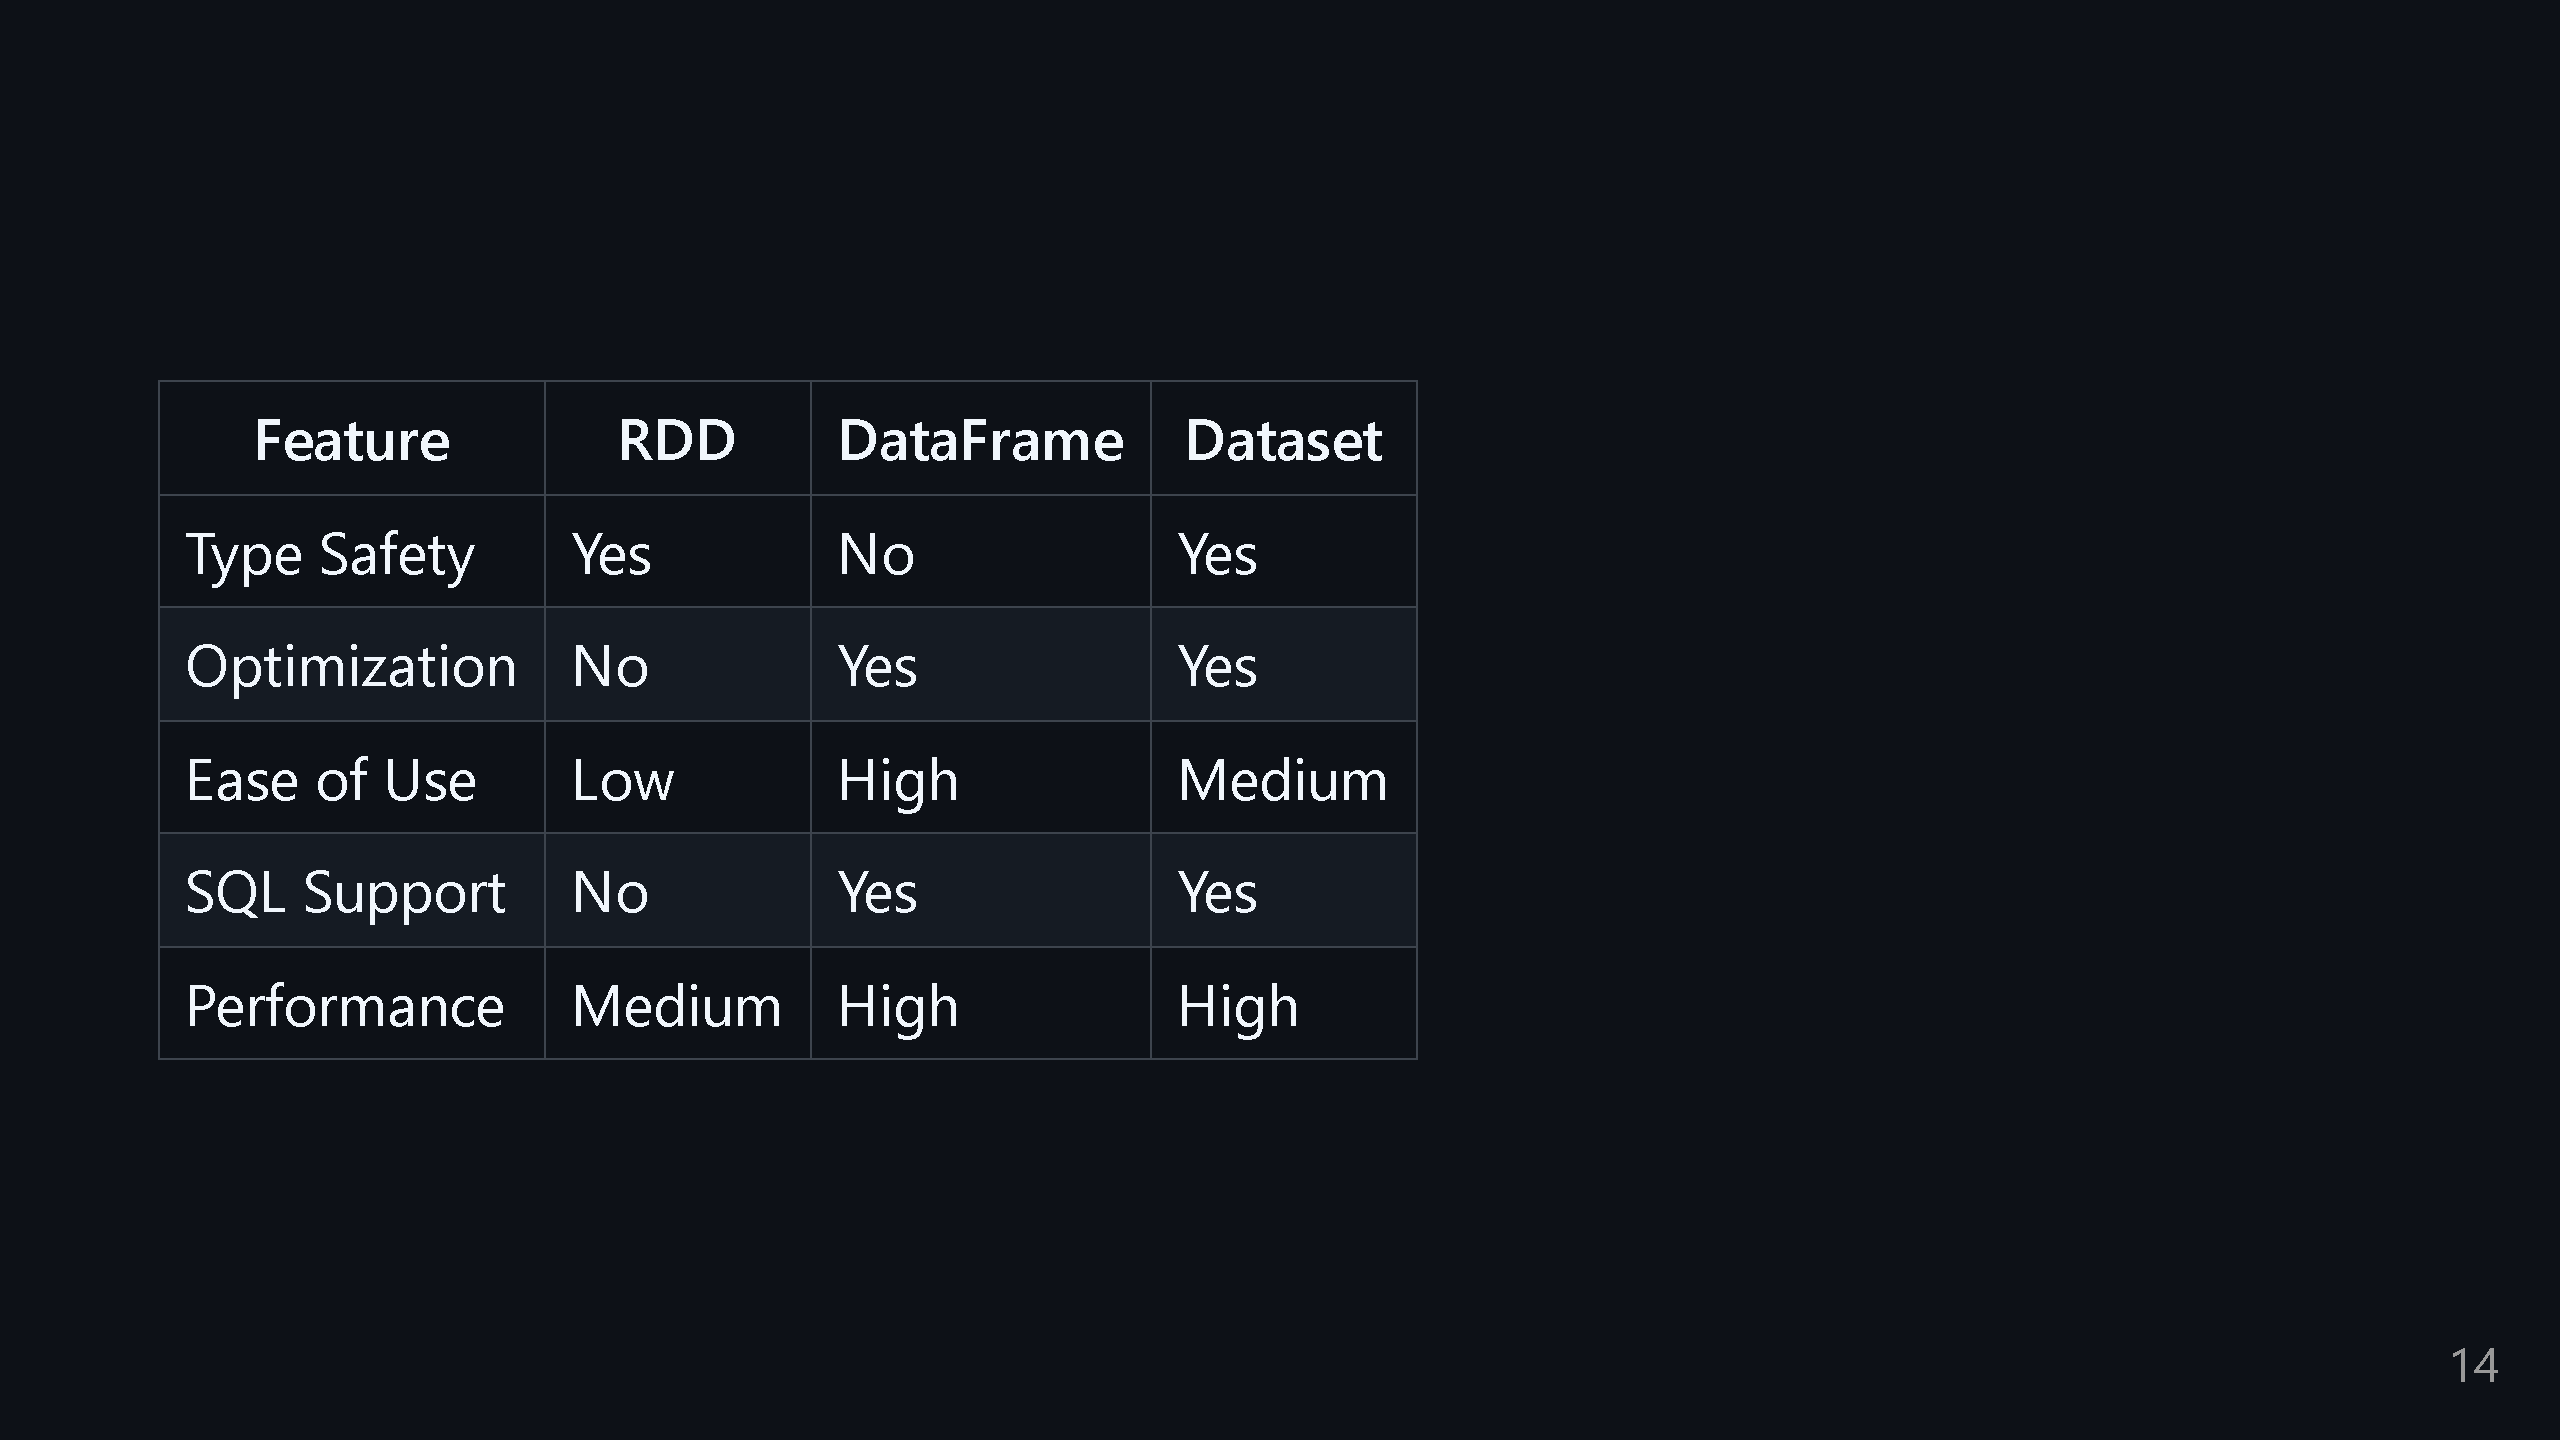 Feature RDD DataFrame Dataset
Type Safety Yes No Yes
Optimization No Yes Yes
Ease of Use Low High Medium
SQL Support No Yes Yes
Performance Medium High High
14